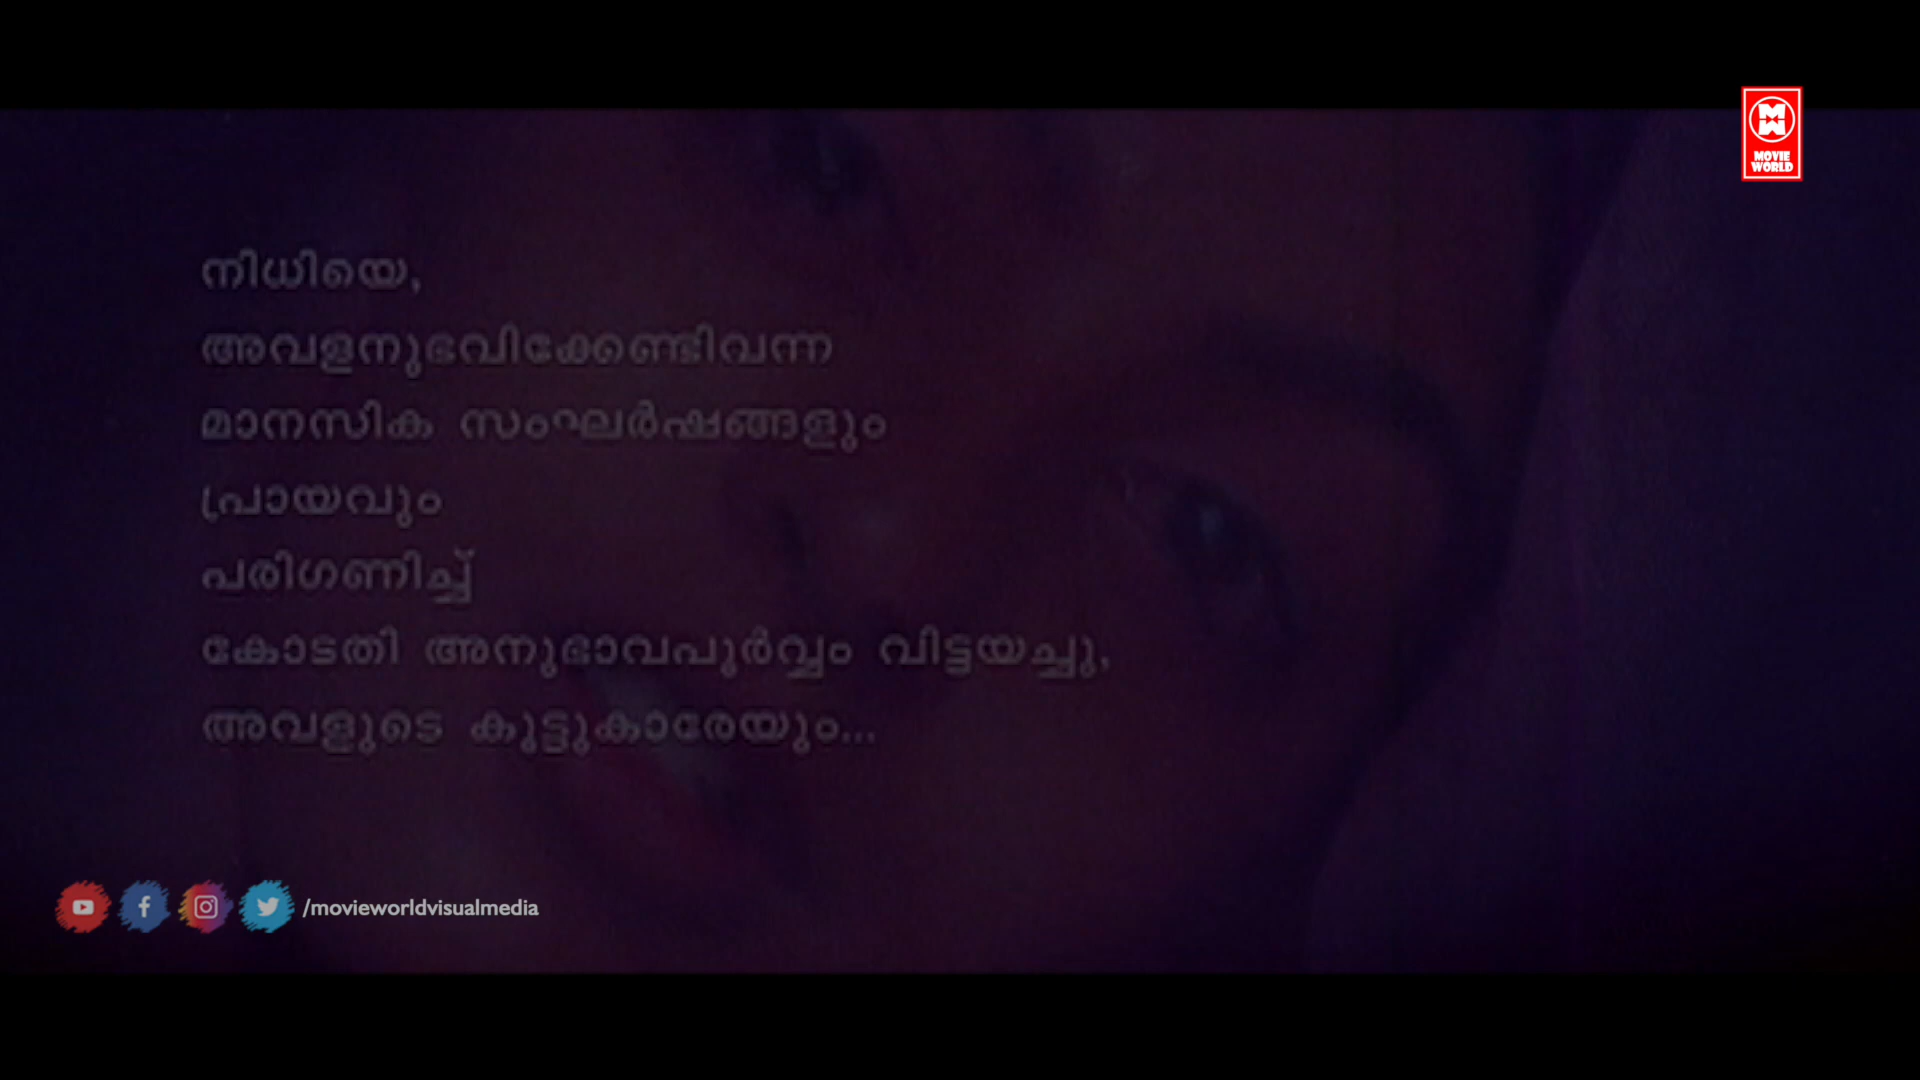 MOVIE
WORLD
നിധിയെ,
അവളനുഭവിക്കേണ്ടിവന്ന
മാനസിക സംഘർഷങ്ങളും
പ്രായവും
പരിഗണിച്ച്
കോടതി അനുഭാവപൂർവ്വം വിട്ടയച്ചു,
അവളുടെ കൂട്ടുകാരേയും...
/movieworldvisualmedia